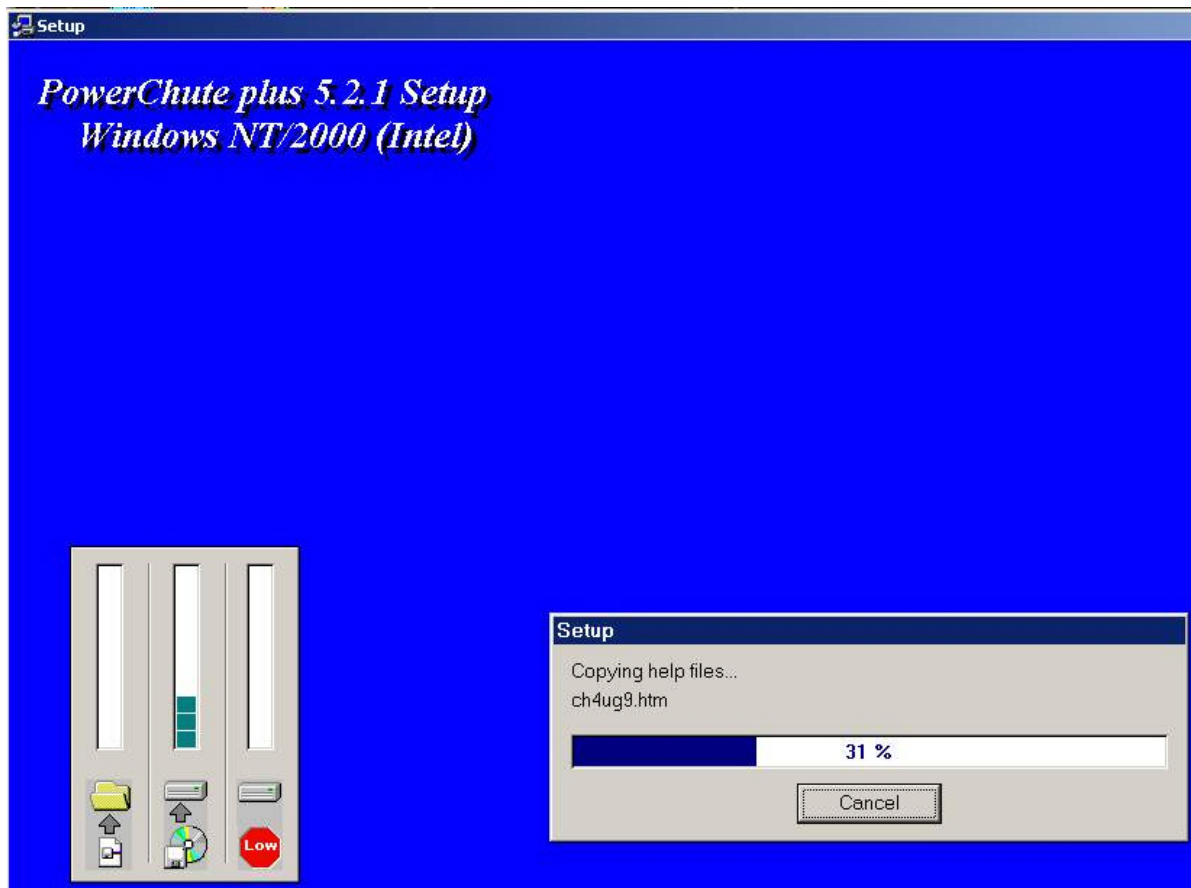 Setup
PowerChute plus 5.2.1 Setup
Windows NT/2000 (Intel)
Setup
Copying help files...
ch4ug9.htm
31 %
Cancel
Low